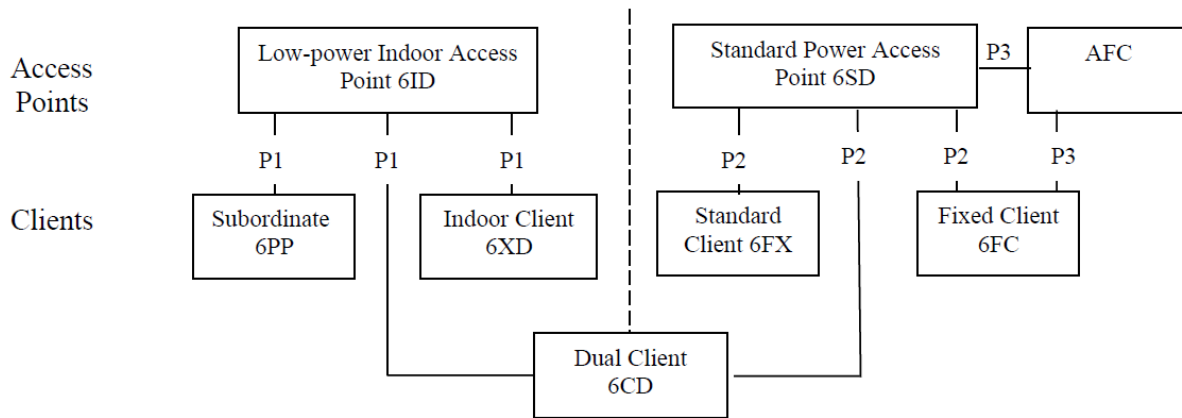 Access
Points
Low-power Indoor Access
Point 6ID
Standard Power Access
Point 6SD
P3
AFC
P1
P1
P1
P2
P2
P2
P3
Clients
Subordinate
6PP
Indoor Client
6XD
Standard
Client 6FX
Fixed Client
6FC
Dual Client
6CD